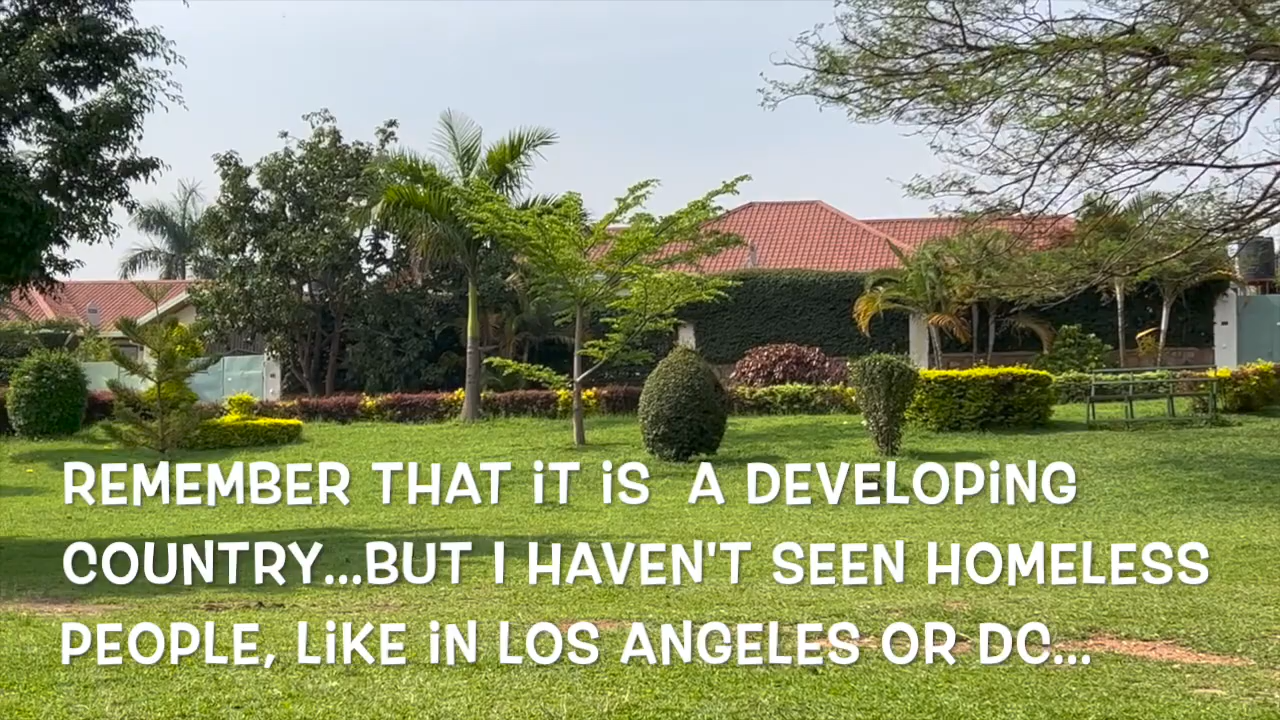 REMEMBER THAT iT iS  A DEVELOPiNG
COUNTRY...BUT I HAVEN'T SEEN HOMELESS
PEOPLE, LiKE iN LOS ANGELES OR DC...